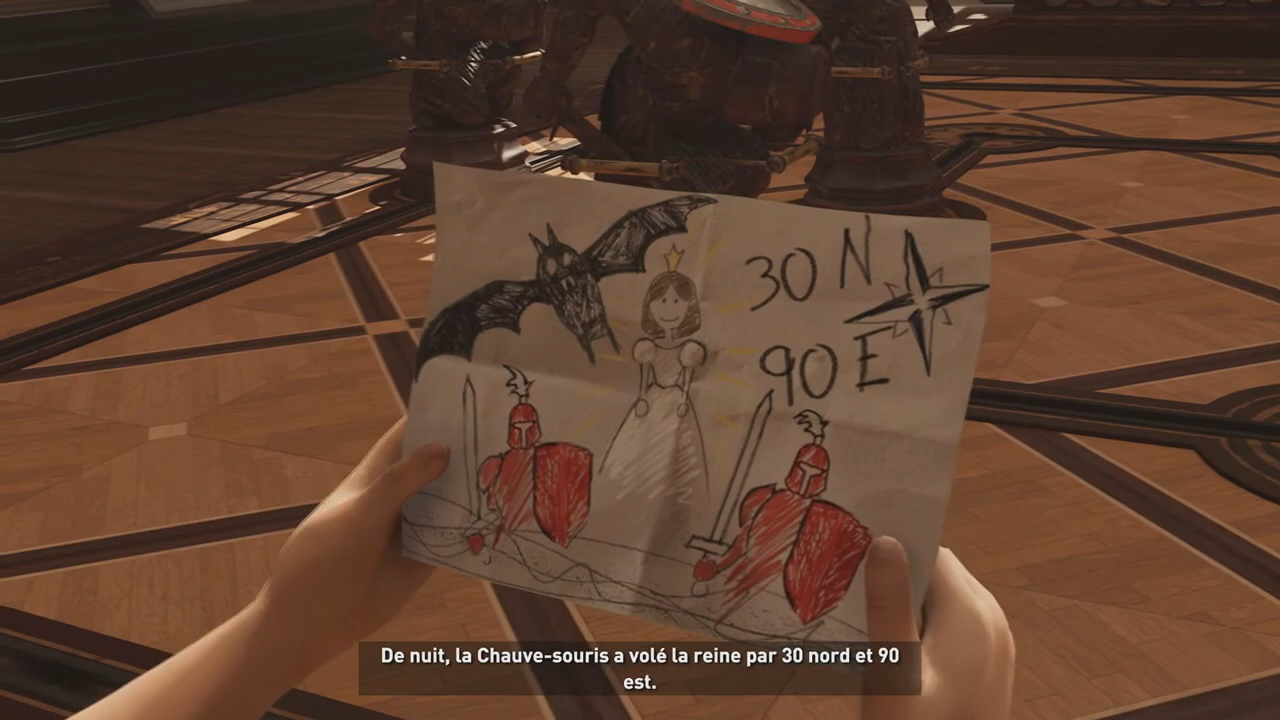 30 N
90 E
De nuit, la Chauve-souris a volé la reine par 30 nord et 90
est.